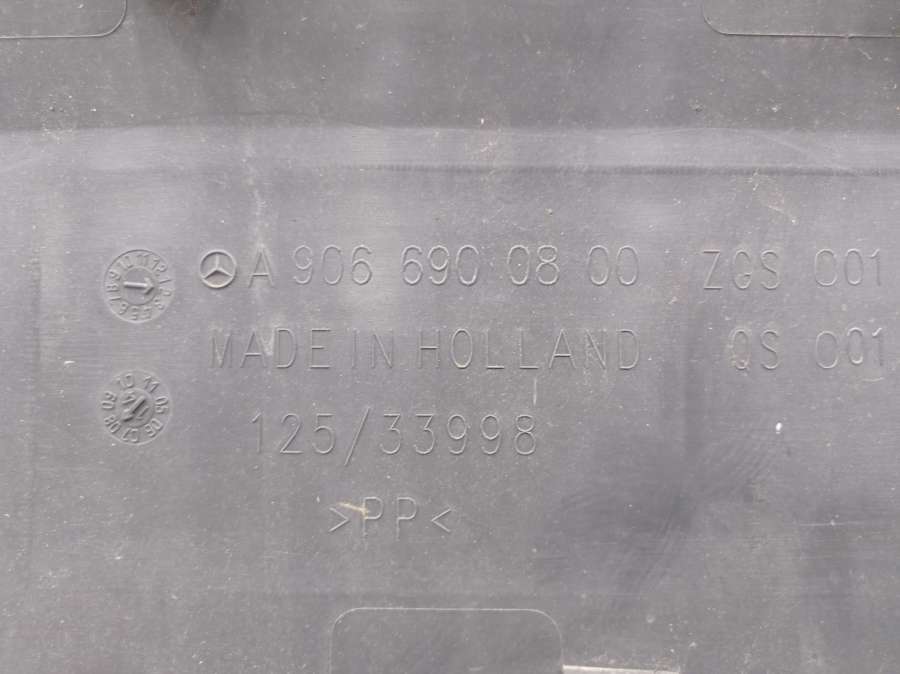 A 906 690 08 00 ZGS 001
MADE IN HOLLAND QS 001
125/33998
>PP<